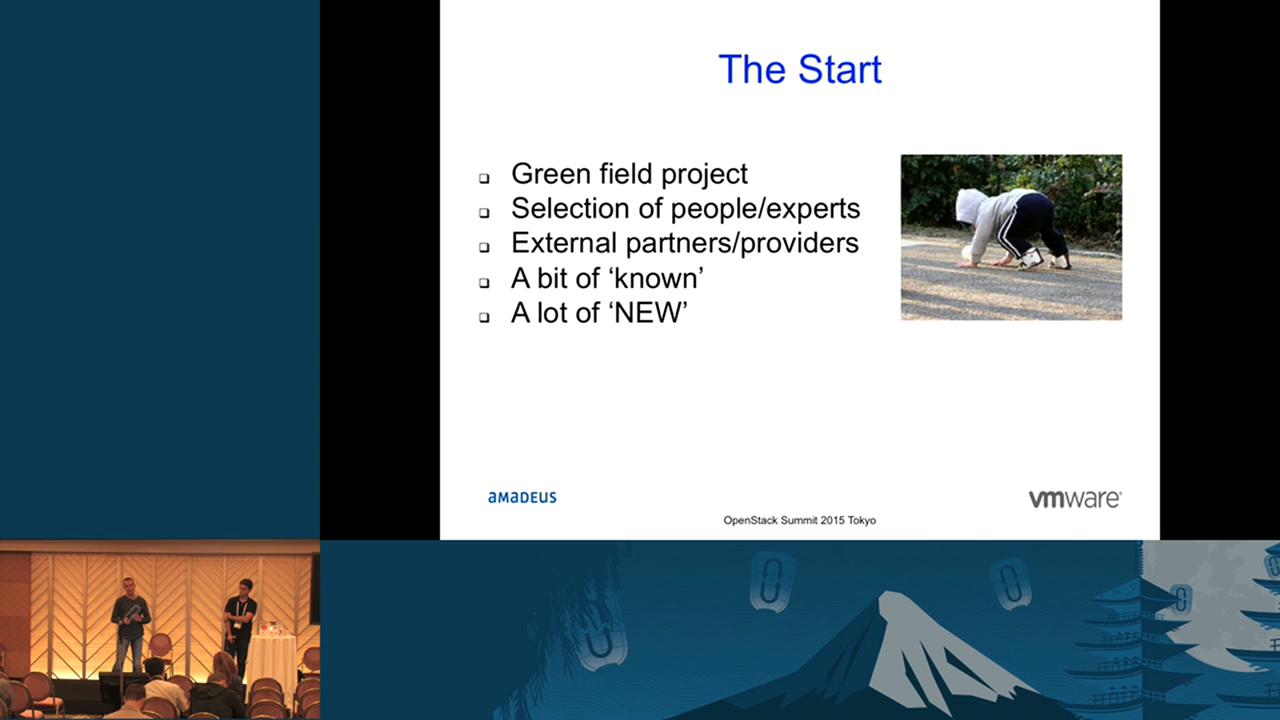 The Start
Green field project
Selection of people/experts
External partners/providers
A bit of ‘known’
A lot of ‘NEW’
amadeus
vmware®
OpenStack Summit 2015 Tokyo